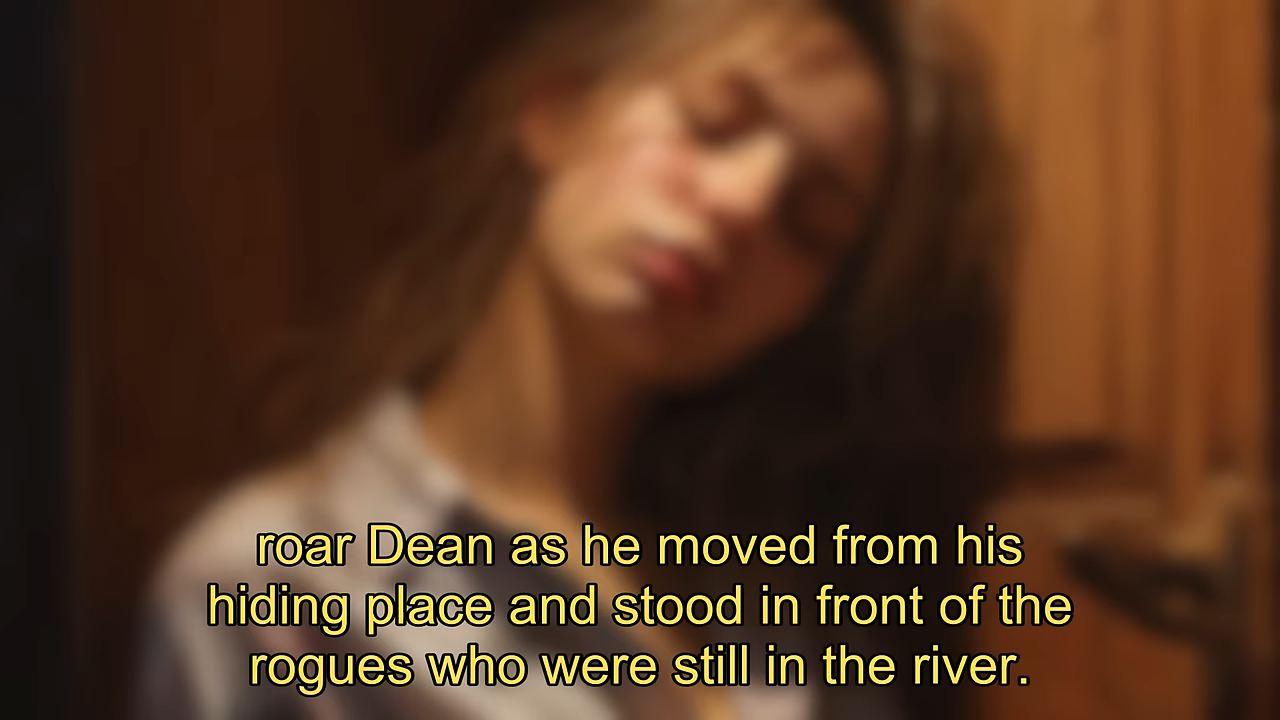 roar Dean as he moved from his
hiding place and stood in front of the
rogues who were still in the river.